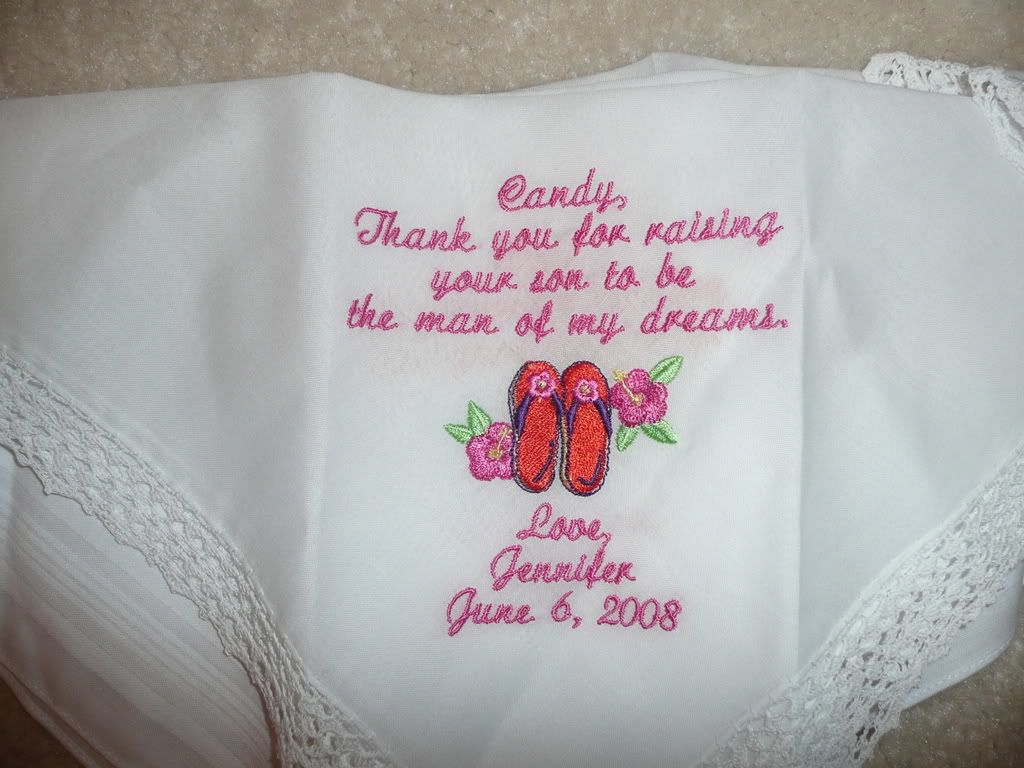 Candy,
Thank you for raising
your son to be
the man of my dreams.
Love,
Jennifer
June 6, 2008